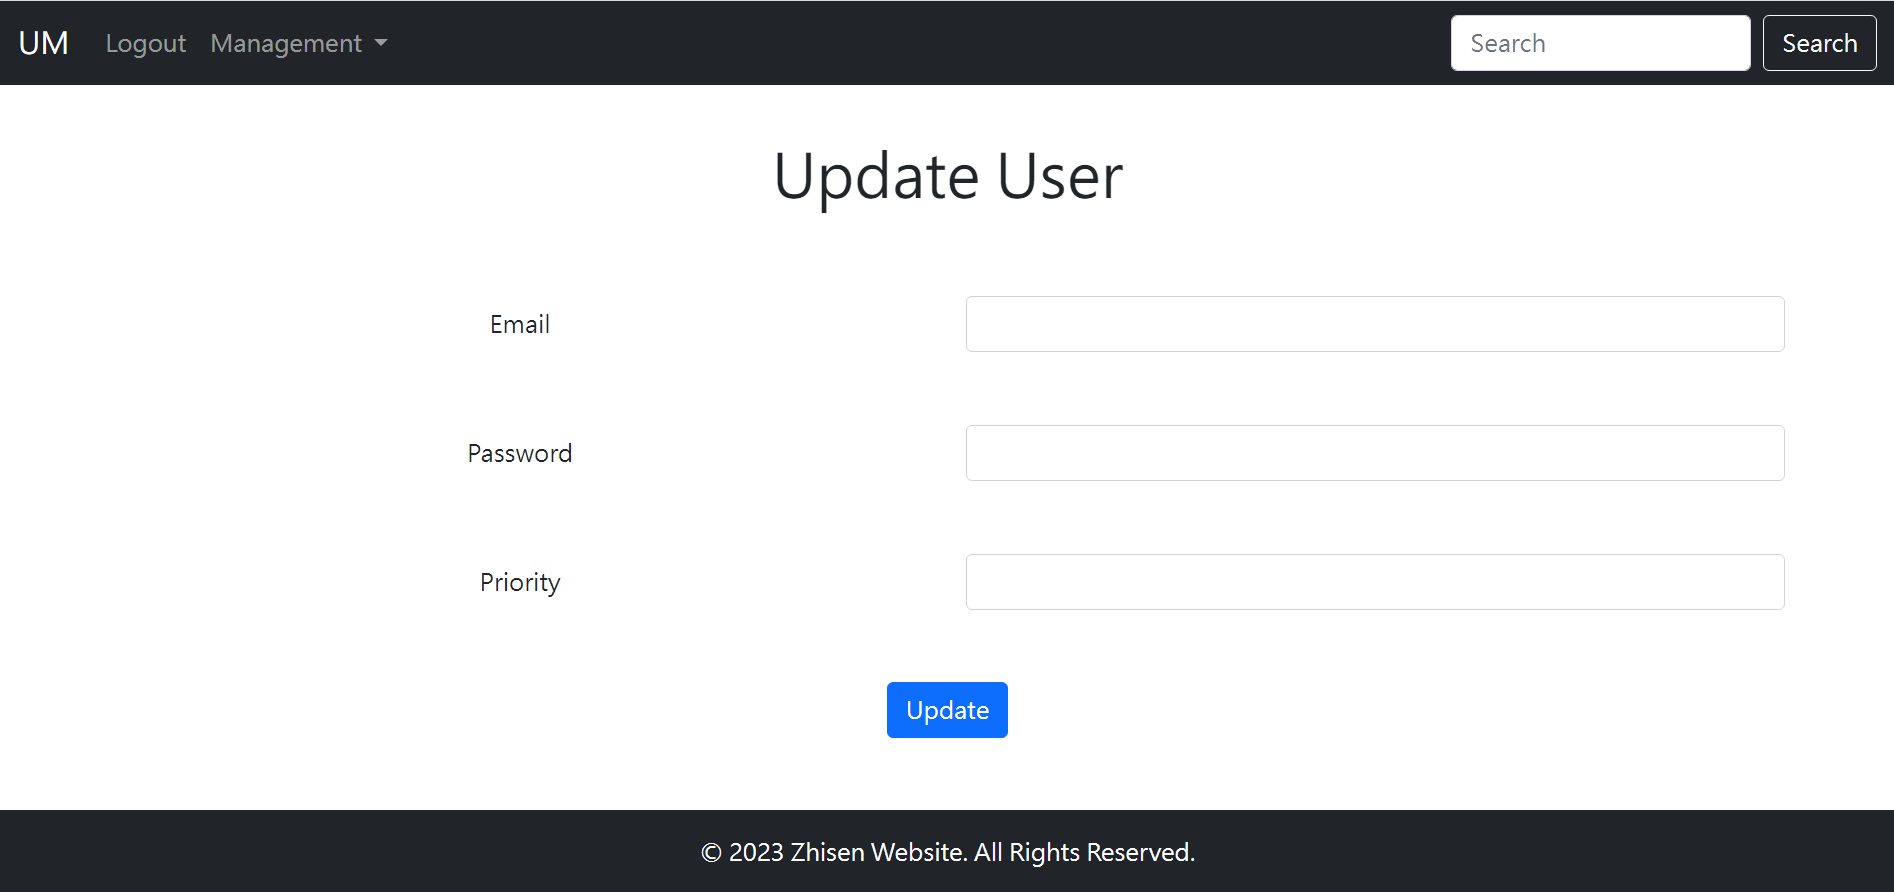 UM Logout Management Search Search
Update User
Email
Password
Priority
Update
© 2023 Zhisen Website. All Rights Reserved.